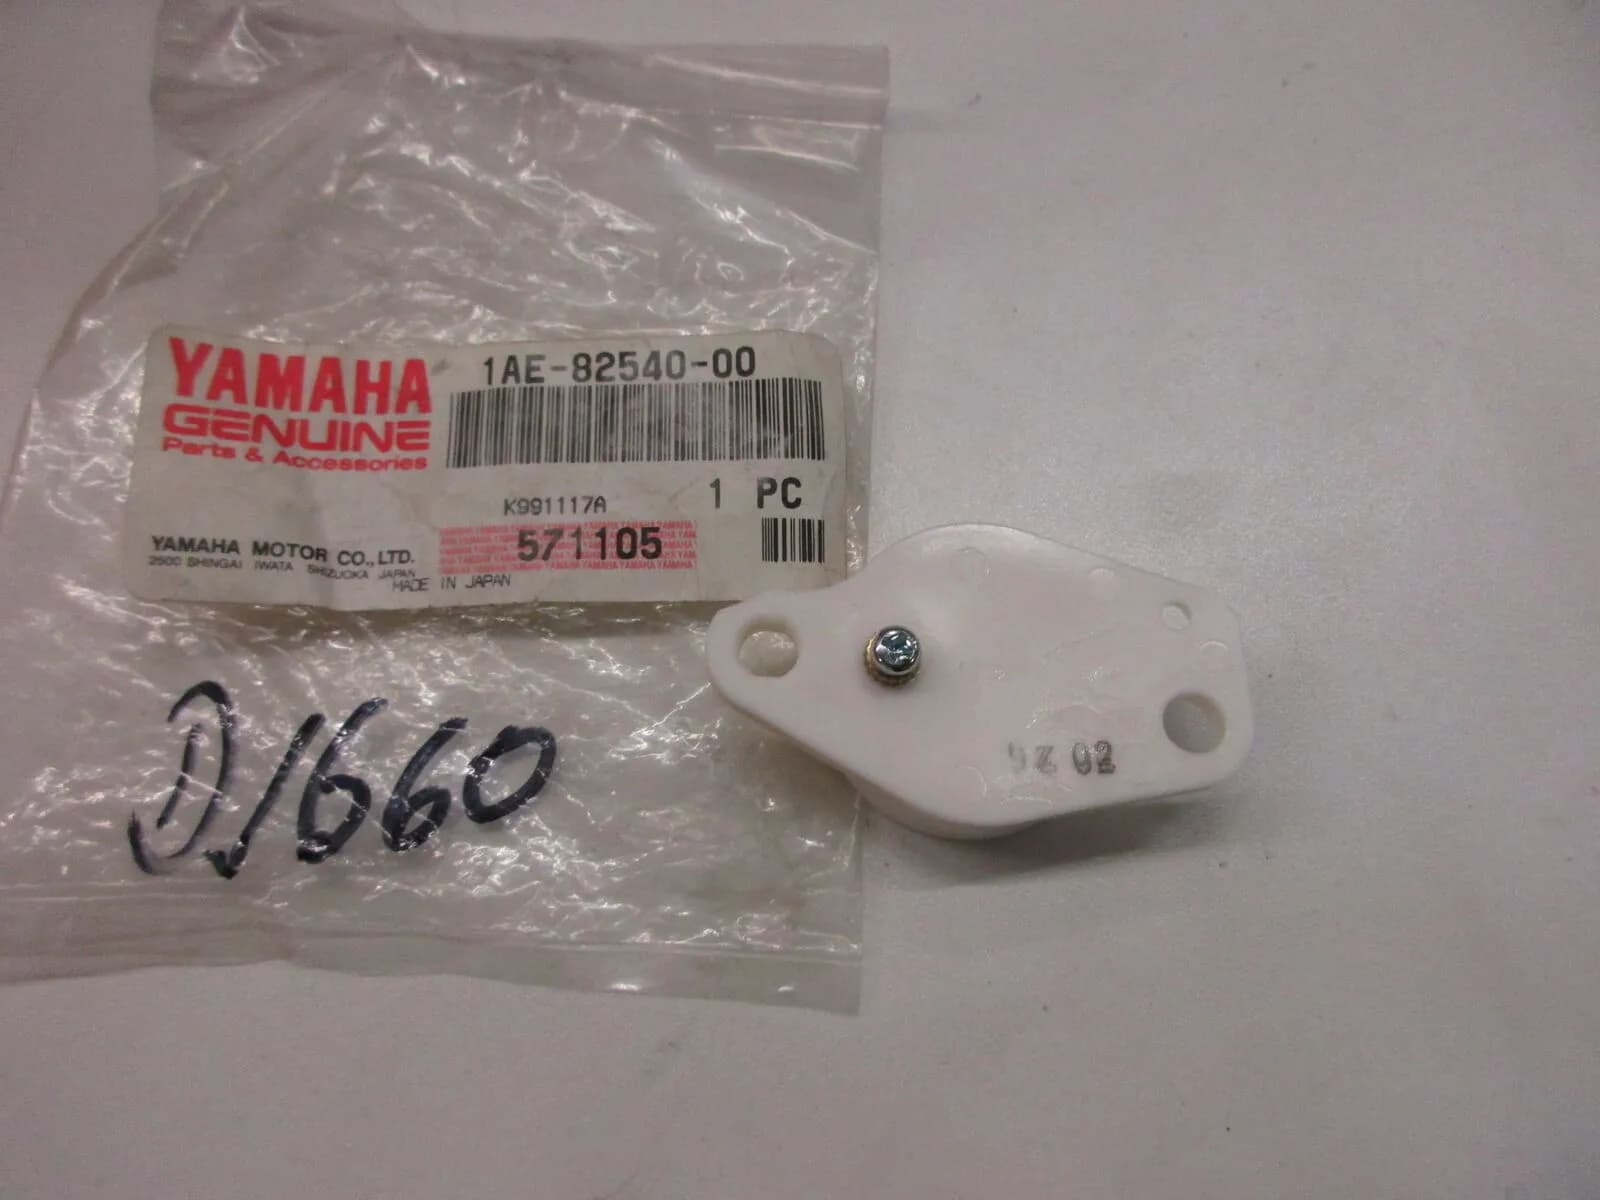 YAMAHA
GENUINE
Parts & Accessories
1AE-82540-00
K991117A
1 PC
571105
YAMAHA MOTOR CO., LTD.
2500 SHINGAI IWATA SHIZUOKA JAPAN
MADE IN JAPAN
D1660
02